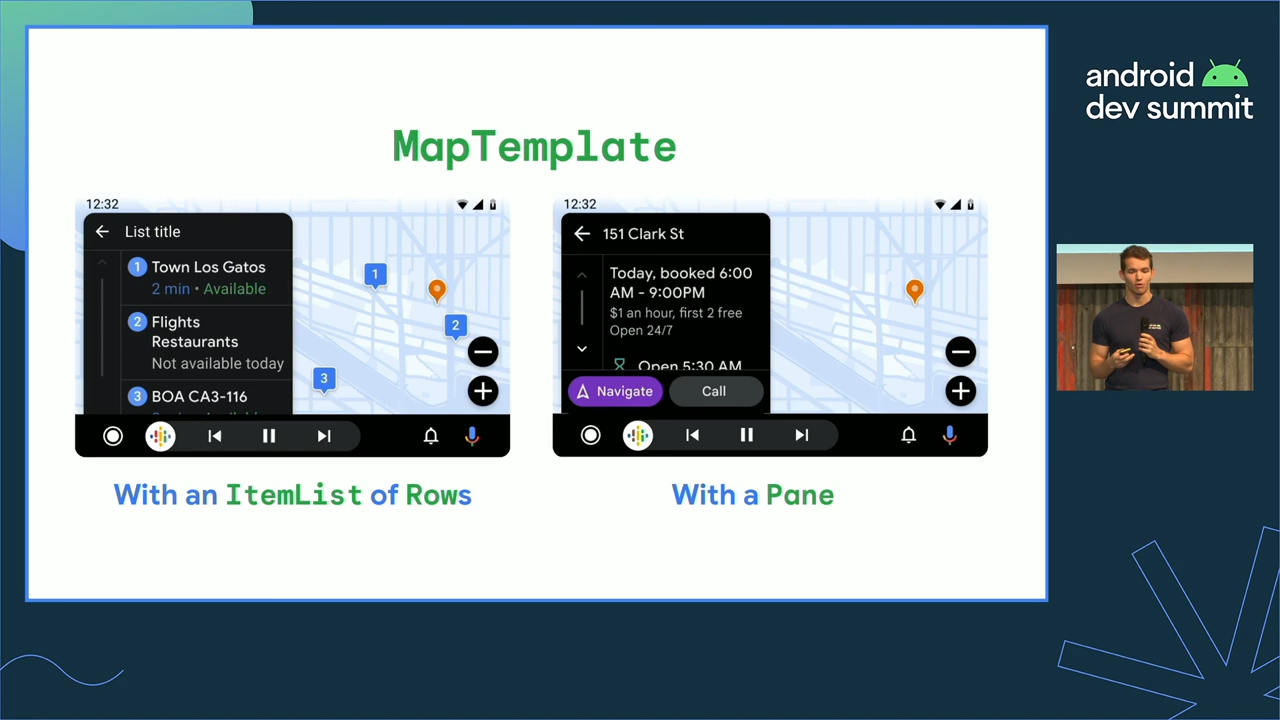 android
dev summit
MapTemplate
12:32
List title
1 Town Los Gatos
2 min • Available
2 Flights
Restaurants
Not available today
3 BOA CA3-116
1
2
3
With an ItemList of Rows
12:32
151 Clark St
Today, booked 6:00
AM - 9:00PM
$1 an hour, first 2 free
Open 24/7
Open 5:30 AM
Navigate
Call
With a Pane